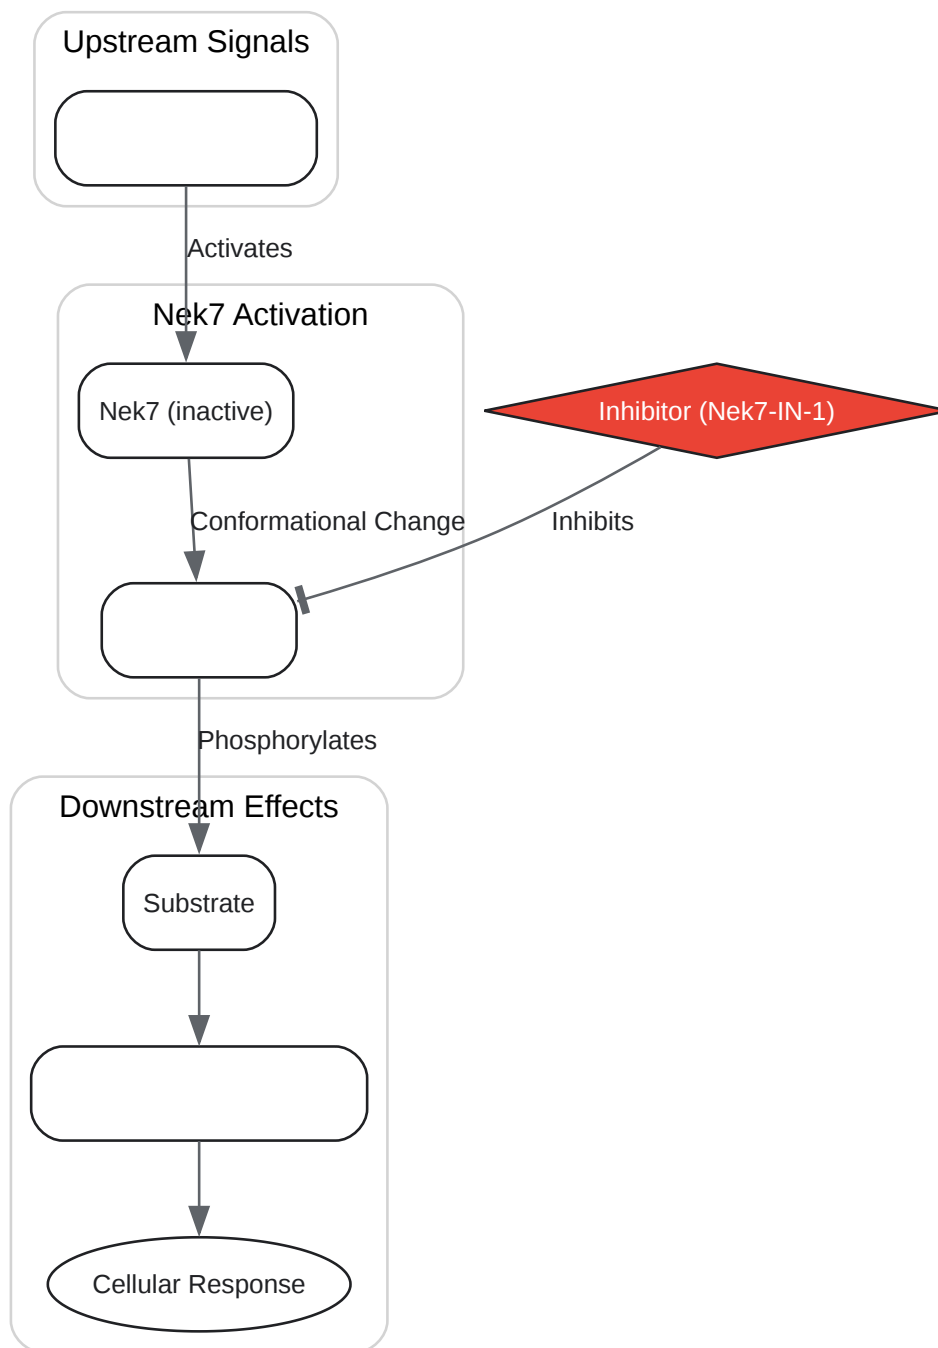 Upstream Signals
Activates
Nek7 Activation
Nek7 (inactive)
Inhibitor (Nek7-IN-1)
Conformational Change
Inhibits
Phosphorylates
Downstream Effects
Substrate
Cellular Response